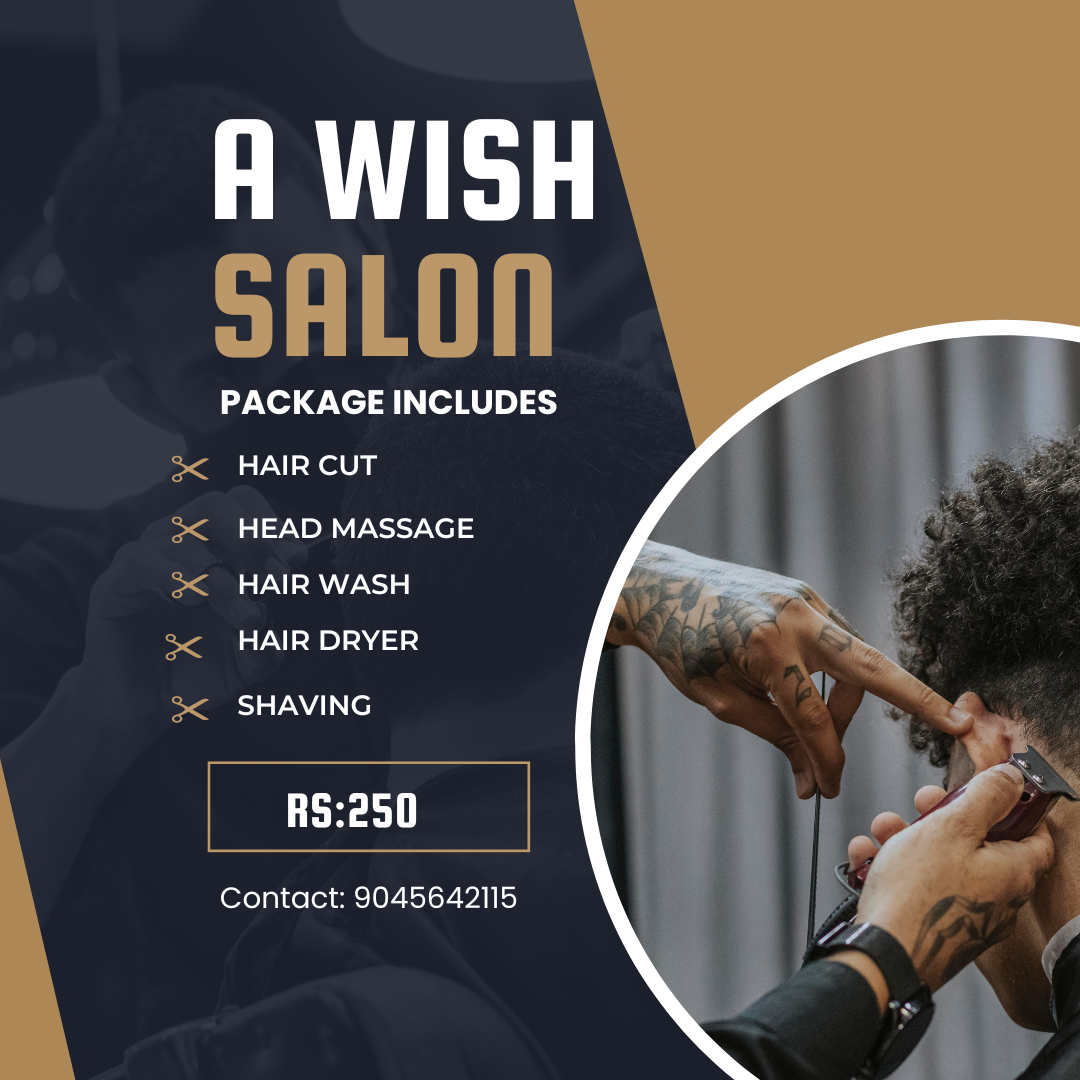 A WISH
SALON
PACKAGE INCLUDES
HAIR CUT
HEAD MASSAGE
HAIR WASH
HAIR DRYER
SHAVING
RS:250
Contact: 9045642115